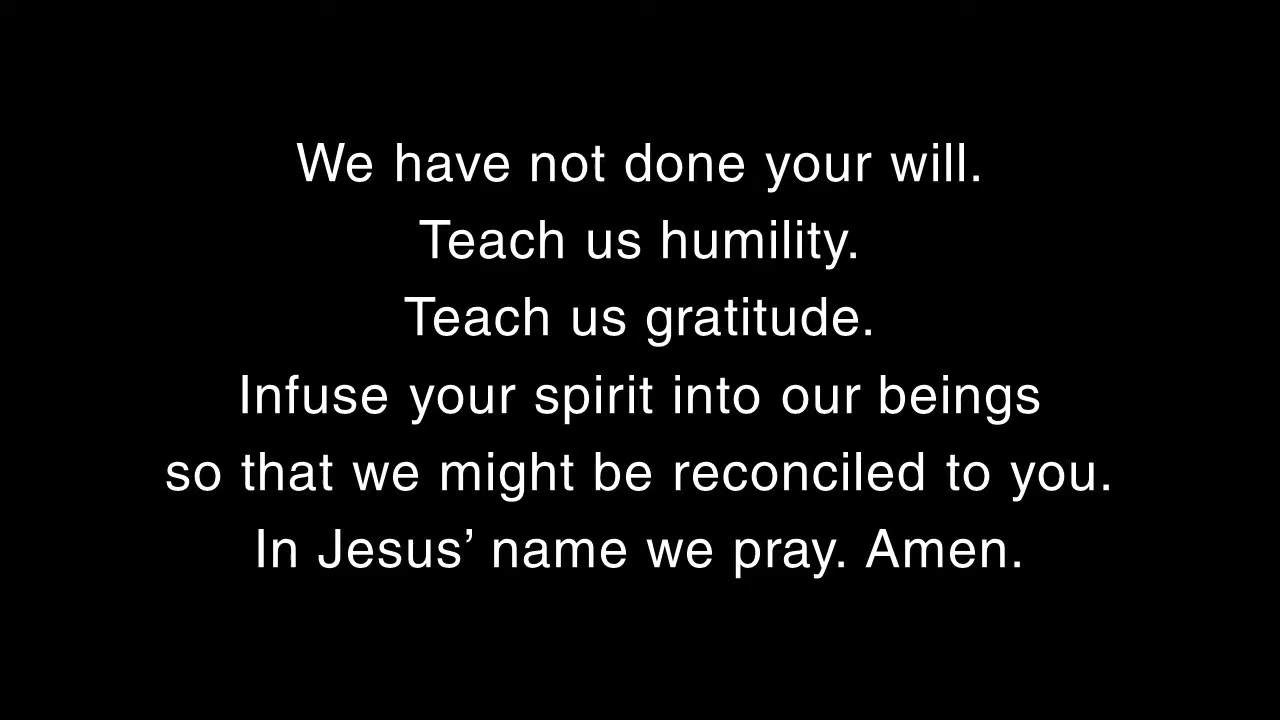 We have not done your will.
Teach us humility.
Teach us gratitude.
Infuse your spirit into our beings
so that we might be reconciled to you.
In Jesus’ name we pray. Amen.